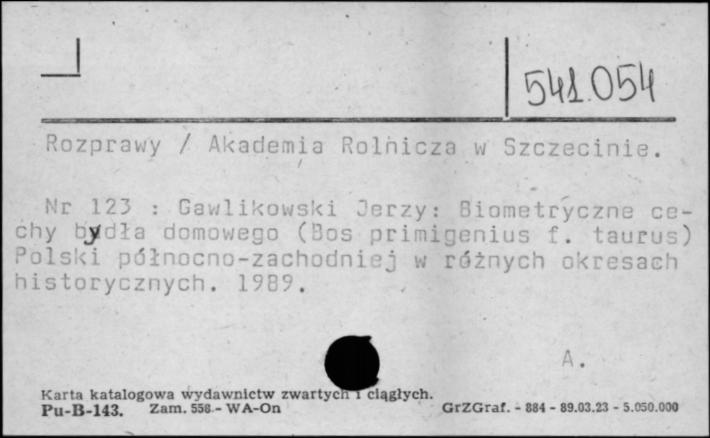 541.054
Rozprawy / Akademia Rolnicza w Szczecinie.
Nr 123 : Gawlikowski Jerzy: Biometryczne ce-
chy bydła domowego (Bos primigenius f. taurus)
Polski północno-zachodniej w różnych okresach
historycznych. 1989.
A.
Karta katalogowa wydawnictw zwartych i ciągłych.
Pu-B-143. Zam. 558 - WA-On GrZGraf. - 884 - 89.03.23 - 5.050.000